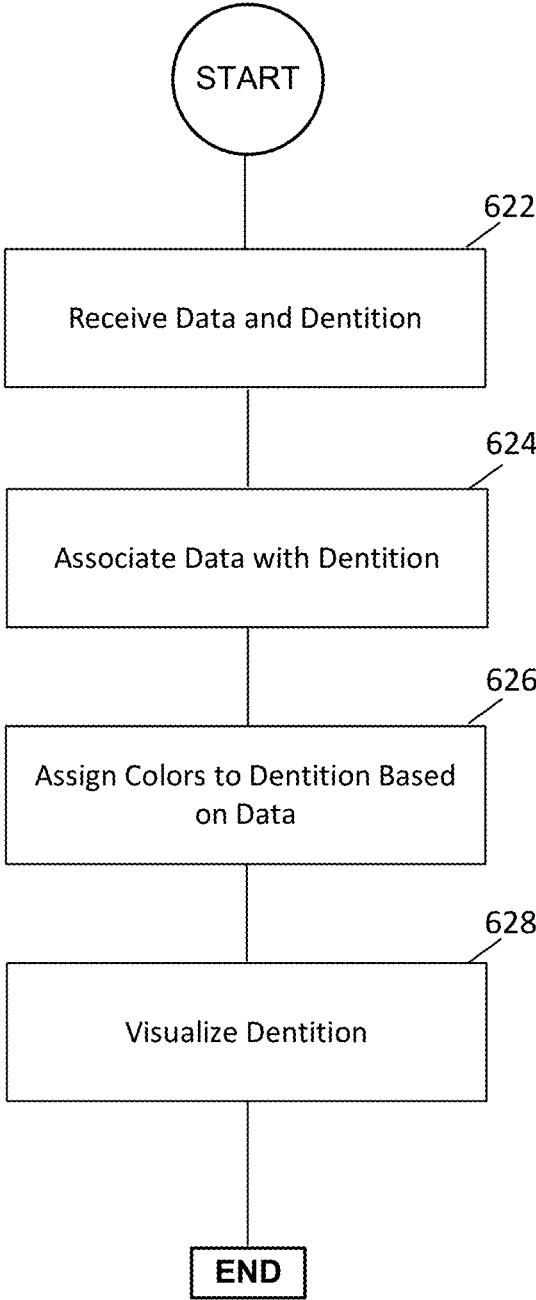 START
622
Receive Data and Dentition
624
Associate Data with Dentition
626
Assign Colors to Dentition Based
on Data
628
Visualize Dentition
END